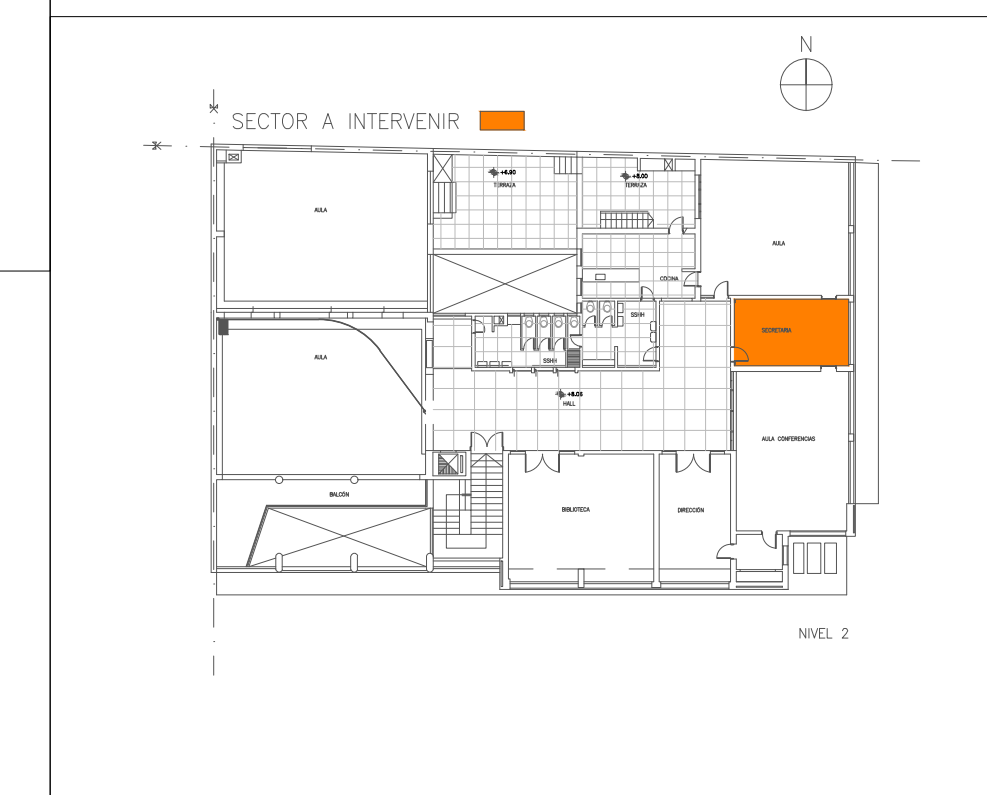 N
SECTOR A INTERVENIR
+6.90
TERRAZA
+8.00
TERRAZA
AULA
AULA
COCINA
SSHH
SECRETARIA
AULA
SSHH
+8.05
HALL
AULA CONFERENCIAS
BALCÓN
BIBLIOTECA
DIRECCIÓN
NIVEL 2